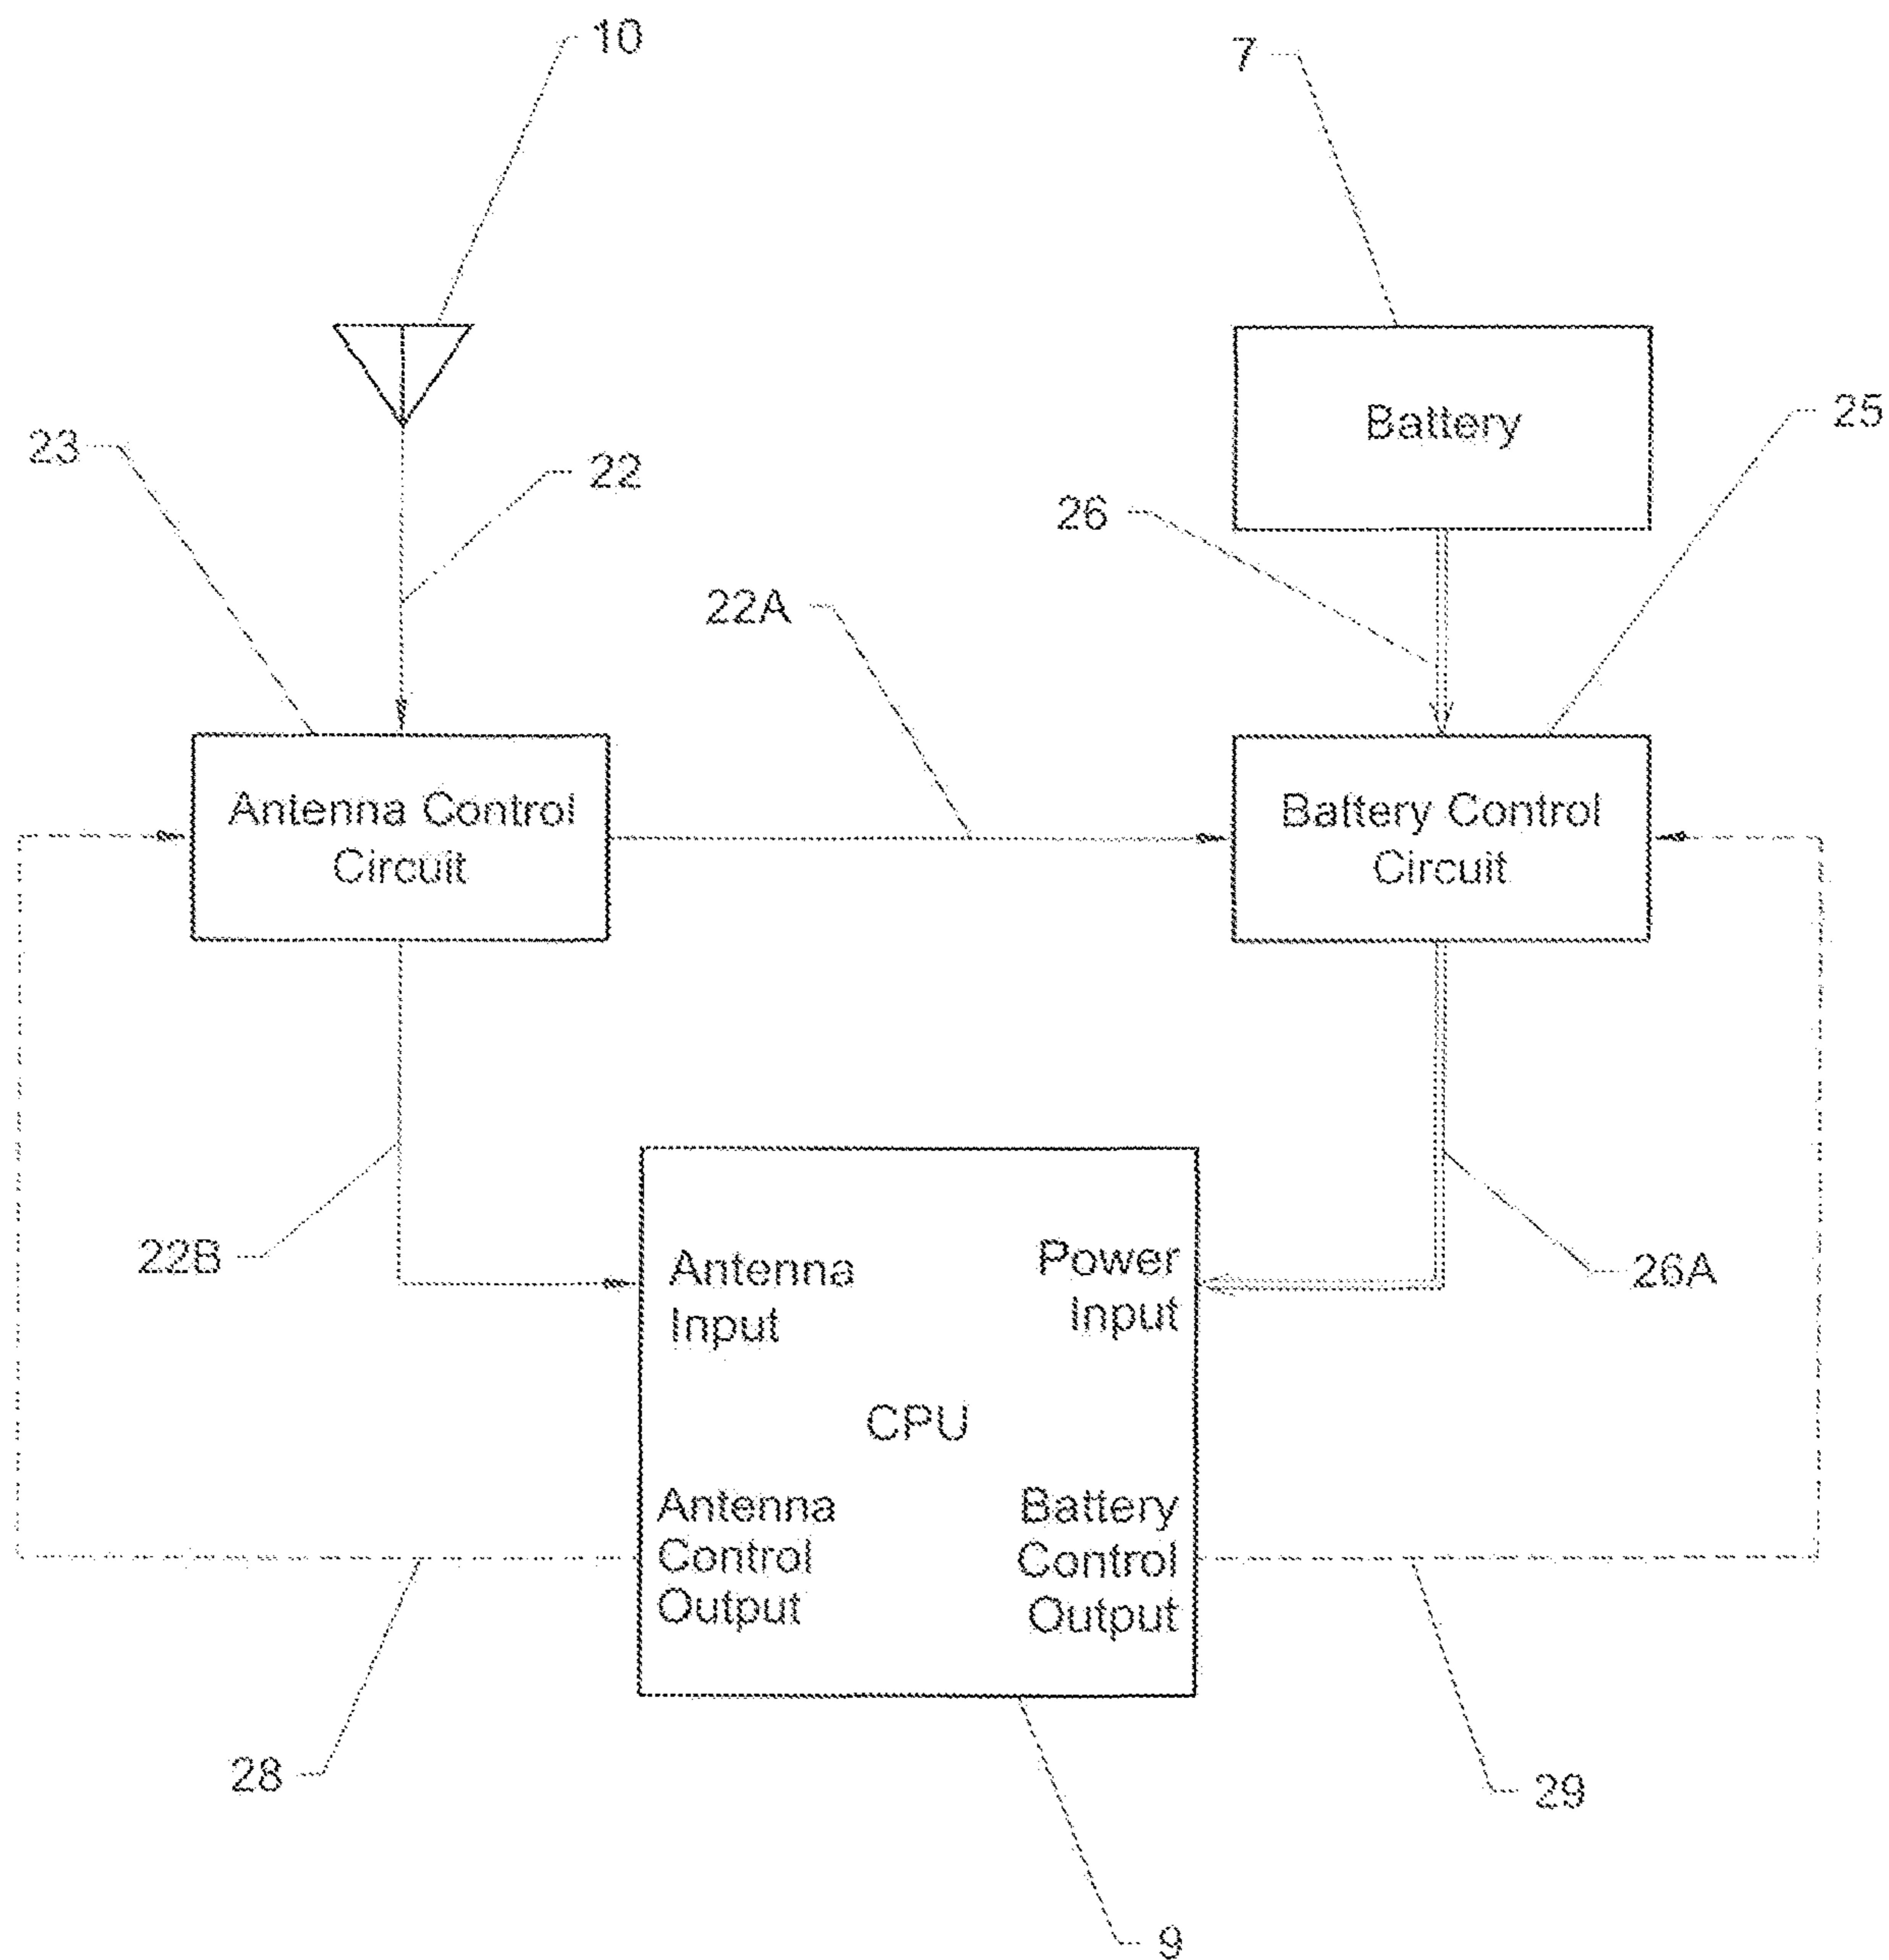 10
7
Battery
25
23
22
26
22A
Antenna Control
Circuit
Battery Control
Circuit
22B
26A
Antenna
Input
Power
Input
CPU
Antenna
Control
Output
Battery
Control
Output
28
29
9